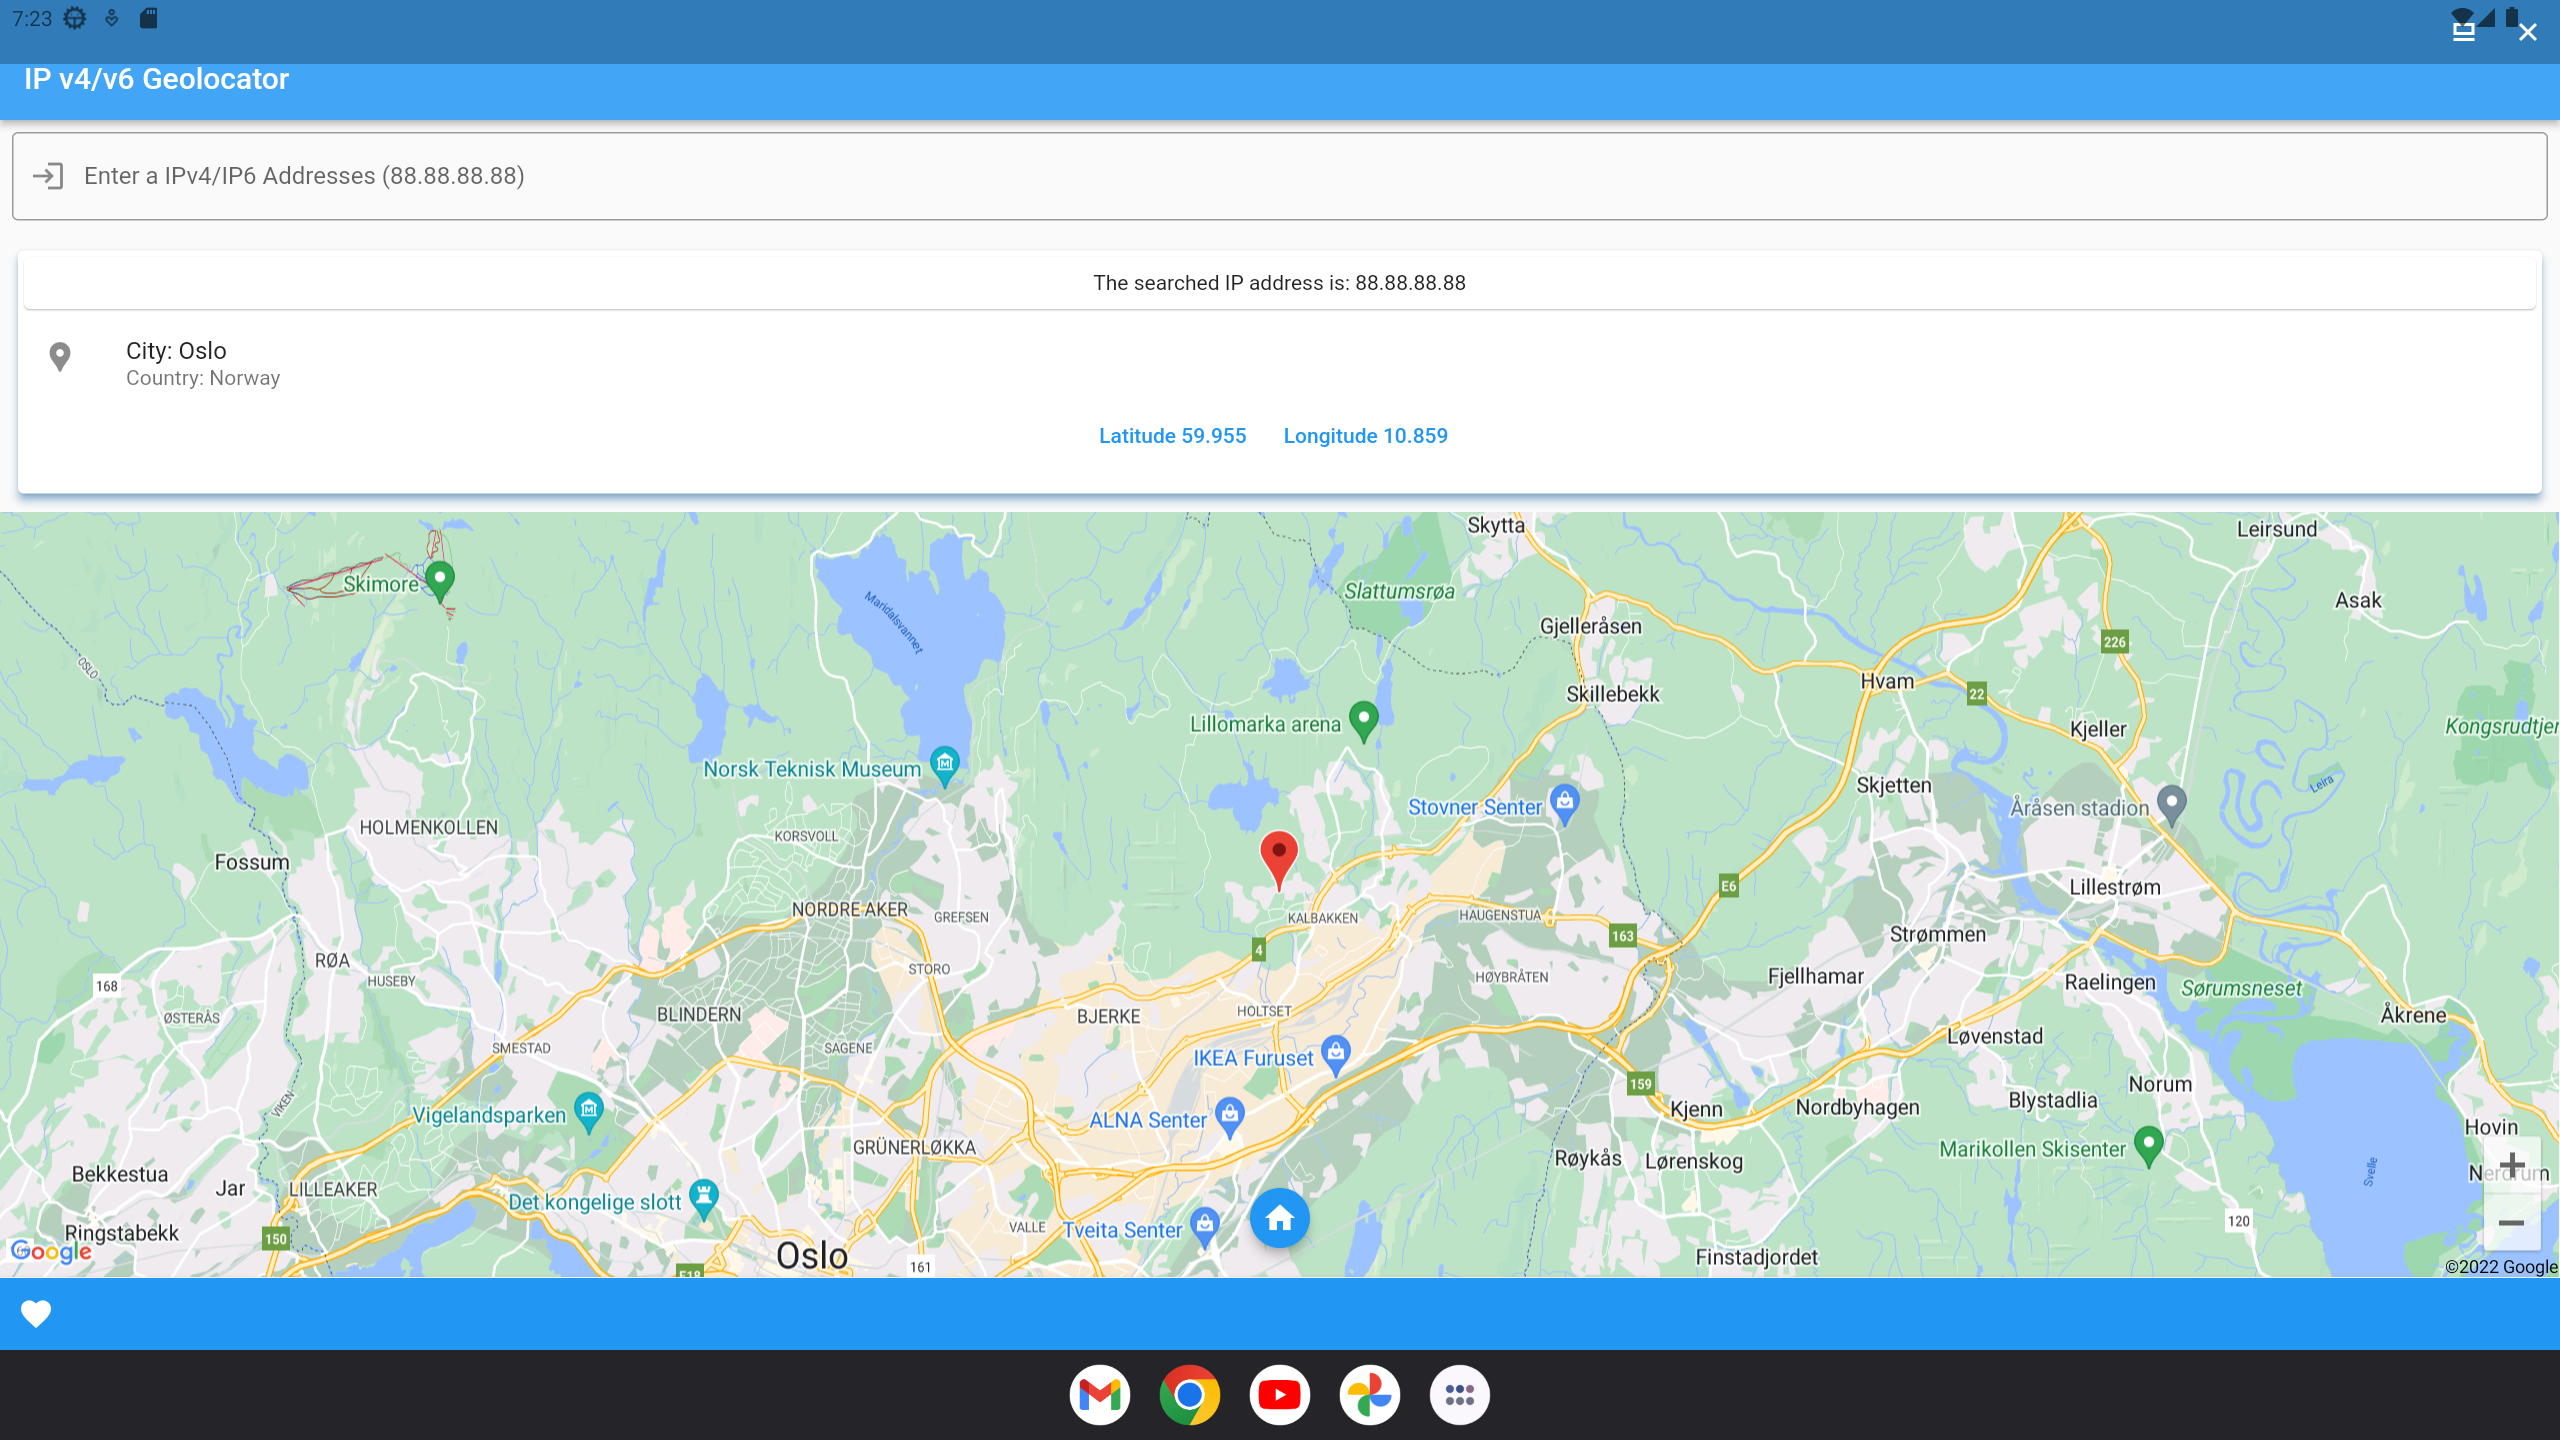 7:23
IP v4/v6 Geolocator
Enter a IPv4/IP6 Addresses (88.88.88.88)
The searched IP address is: 88.88.88.88
City: Oslo
Country: Norway
Latitude 59.955 Longitude 10.859
Skytta
Leirsund
Skimore
Slattumsrøa
Asak
Maridalsvannet
Gjelleråsen
226
OSLO
Hvam
22
Skillebekk
Lillomarka arena
Kjeller
Kongsrudtjer
Norsk Teknisk Museum
Skjetten
Leira
Stovner Senter
Åråsen stadion
HOLMENKOLLEN
KORSVOLL
Fossum
E6
Lillestrøm
NORDRE AKER
GREFSEN
KALBAKKEN
HAUGENSTUA
163
Strømmen
4
RØA
STORO
HUSEBY
HØYBRÅTEN
Fjellhamar
Raelingen
Sørumsneset
168
ØSTERÅS
BLINDERN
BJERKE
HOLTSET
Åkrene
Løvenstad
SMESTAD
SAGENE
IKEA Furuset
159
Norum
VIKEN
Blystadlia
Vigelandsparken
ALNA Senter
Kjenn
Nordbyhagen
Hovin
GRÜNERLØKKA
Marikollen Skisenter
Røykås
Lørenskog
Bekkestua
Jar
LILLEAKER
Svelle
Nerdrum
Det kongelige slott
120
Ringstabekk
150
VALLE
Tveita Senter
Oslo
161
Finstadjordet
Google
E18
©2022 Google